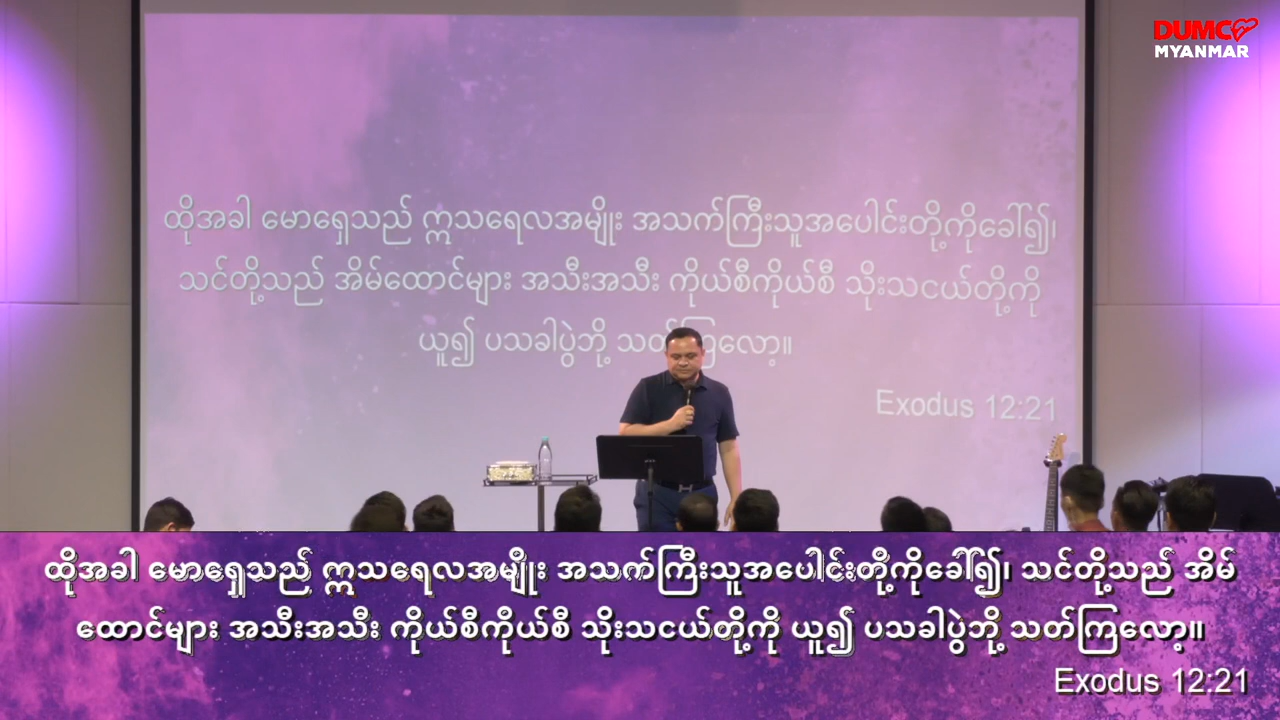 DUMC
MYANMAR
ထိုအခါ မောရှေသည် ဣသရေလအမျိုး အသက်ကြီးသူအပေါင်းတို့ကိုခေါ်၍၊
သင်တို့သည် အိမ်ထောင်များ အသီးအသီး ကိုယ်စီကိုယ်စီ သိုးသငယ်တို့ကို
ယူ၍ ပသခါပွဲဘို့ သတ်ကြလော့။
Exodus 12:21
ထိုအခါ မောရှေသည် ဣသရေလအမျိုး အသက်ကြီးသူအပေါင်းတို့ကိုခေါ်၍၊ သင်တို့သည် အိမ်
ထောင်များ အသီးအသီး ကိုယ်စီကိုယ်စီ သိုးသငယ်တို့ကို ယူ၍ ပသခါပွဲဘို့ သတ်ကြလော့။
Exodus 12:21